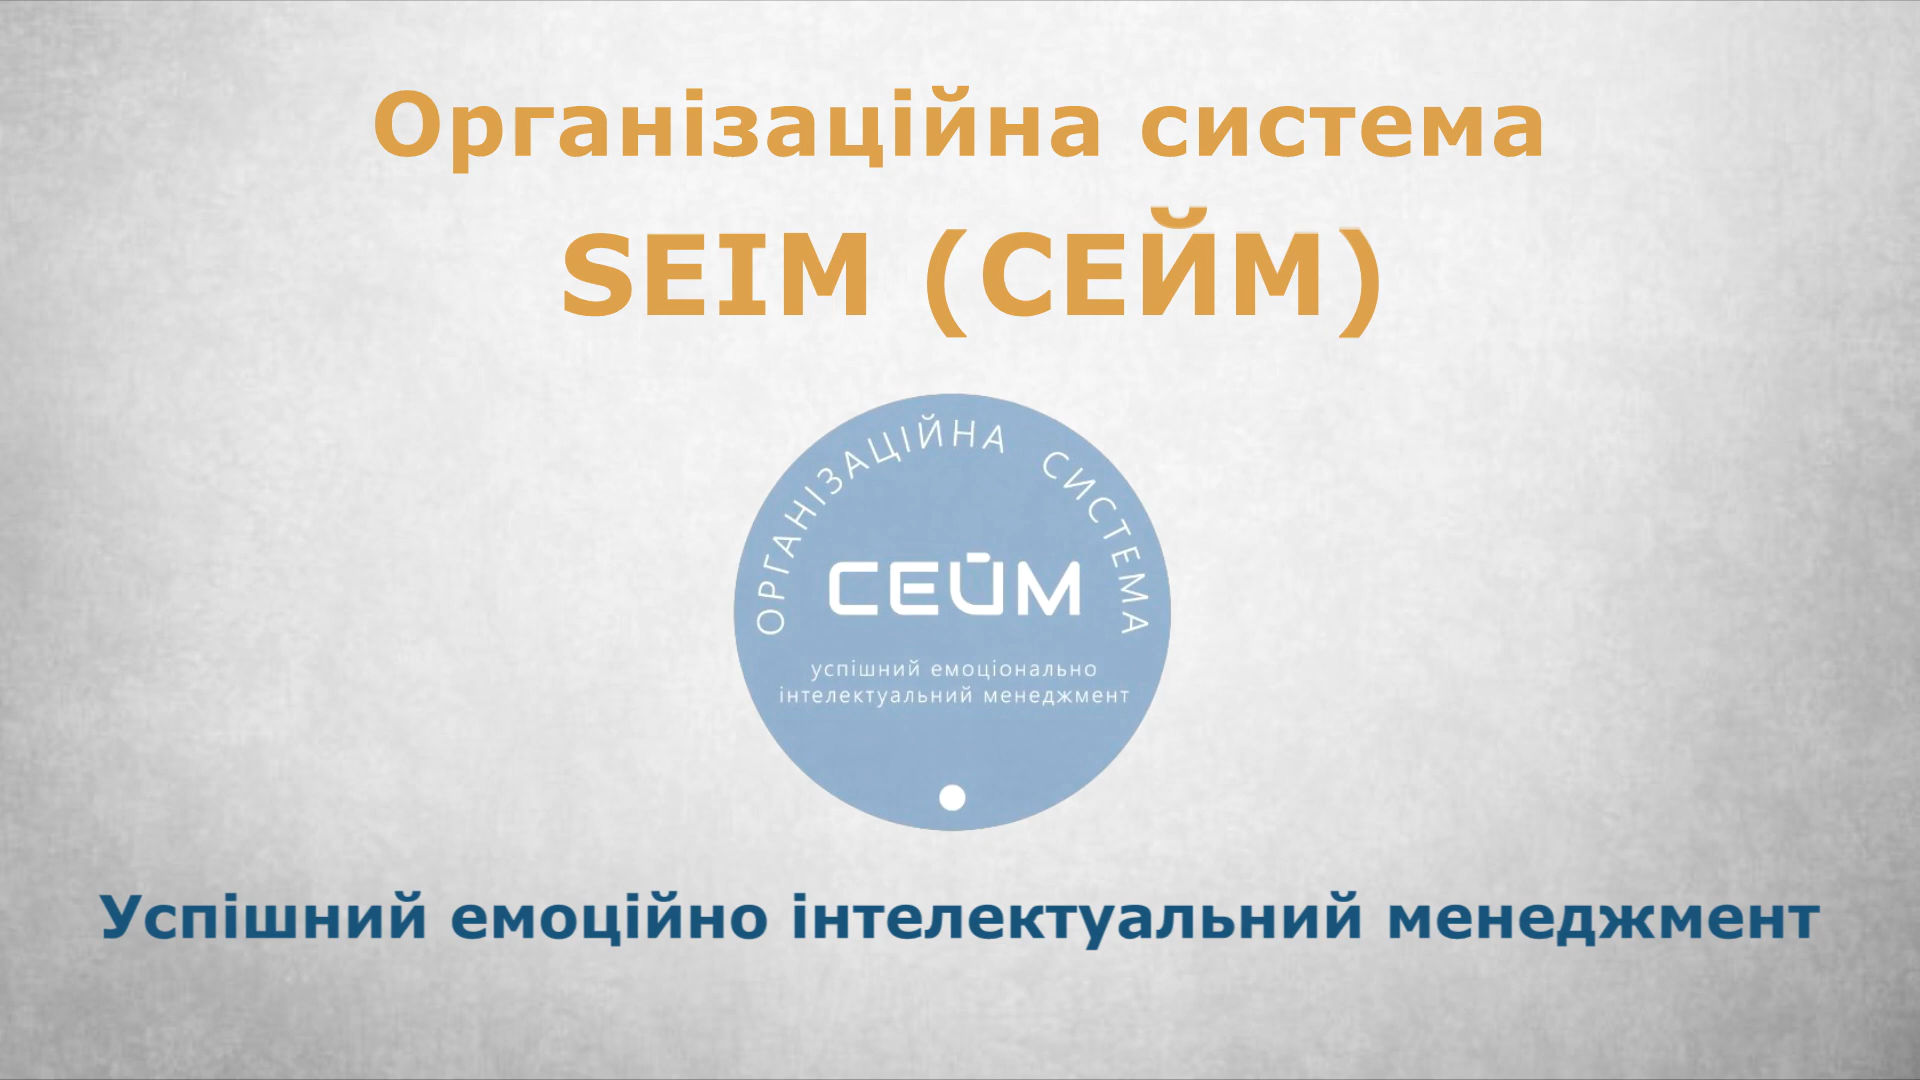 Організаційна система
SEIM (СЕЙМ)
ОРГАНІЗАЦІЙНА СИСТЕМА
СЕЙМ
успішний емоціонально
інтелектуальний менеджмент
Успішний емоційно інтелектуальний менеджмент